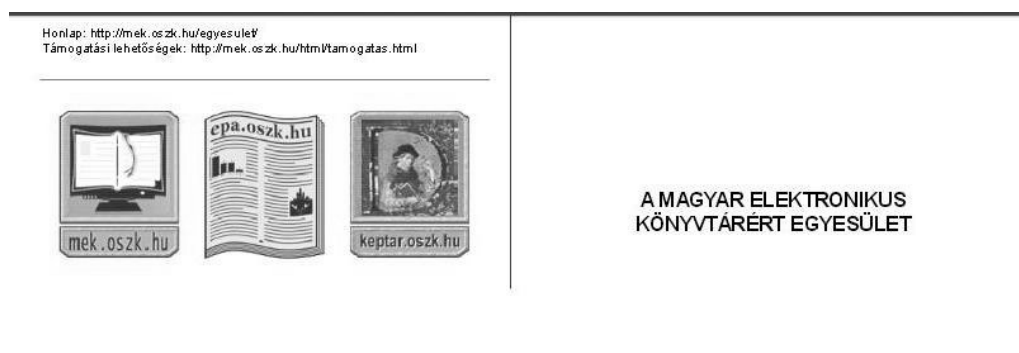 Honlap: http://mek.oszk.hu/egyesulet/
Támogatási lehetőségek: http://mek.oszk.hu/html/tamogatas.html
mek.oszk.hu
epa.oszk.hu
keptar.oszk.hu
A MAGYAR ELEKTRONIKUS
KÖNYVTÁRÉRT EGYESÜLET